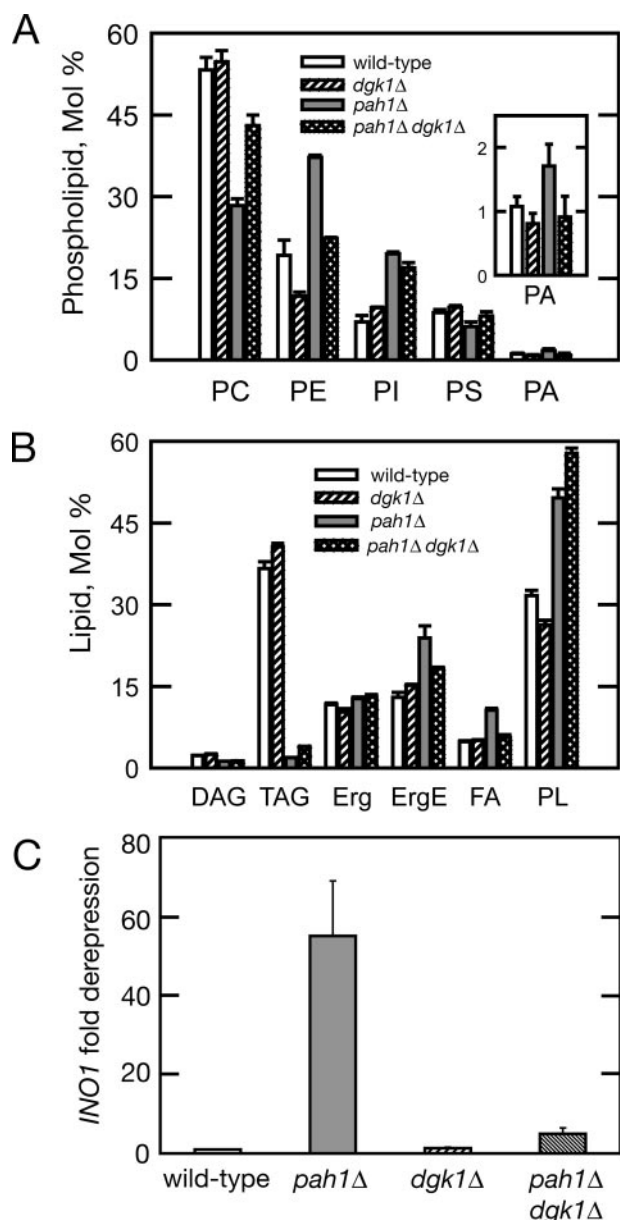 A
60
45
30
15
0
Phospholipid, Mol %
wild-type
dgk1Δ
pah1Δ
pah1Δ dgk1Δ
2
1
0
PA
PC PE PI PS PA
B
60
45
30
15
0
Lipid, Mol %
wild-type
dgk1Δ
pah1Δ
pah1Δ dgk1Δ
DAG TAG Erg ErgE FA PL
C
80
60
40
20
0
INO1 fold derepression
wild-type pah1Δ dgk1Δ pah1Δ
dgk1Δ